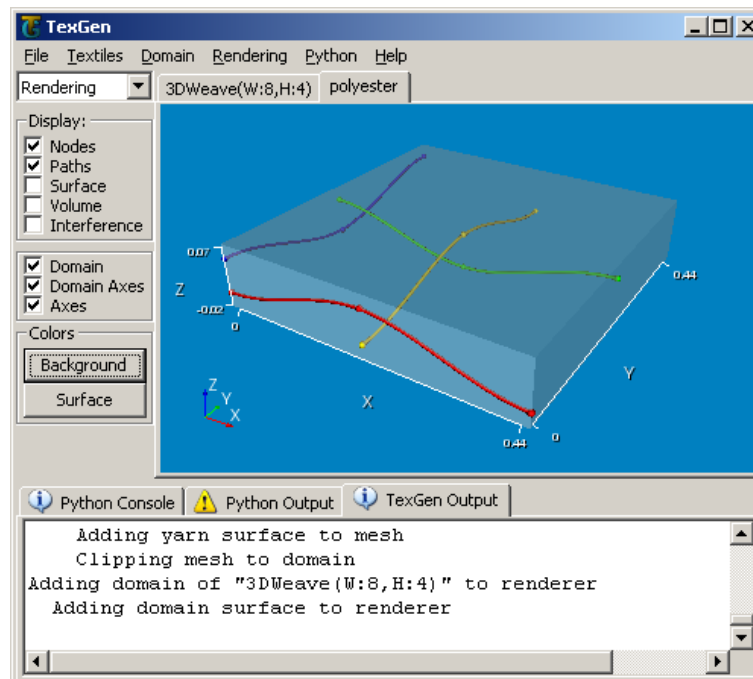 TexGen
File Textiles Domain Rendering Python Help
Rendering
3DWeave(W:8,H:4) polyester
Display:
Nodes
Paths
Surface
Volume
Interference
Domain
Domain Axes
Axes
Colors
Background
Surface
0.07
Z
-0.02
0
X
0.44
0
Y
0.44
Z
Y
X
Python Console Python Output TexGen Output
Adding yarn surface to mesh
Clipping mesh to domain
Adding domain of "3DWeave(W:8,H:4)" to renderer
Adding domain surface to renderer